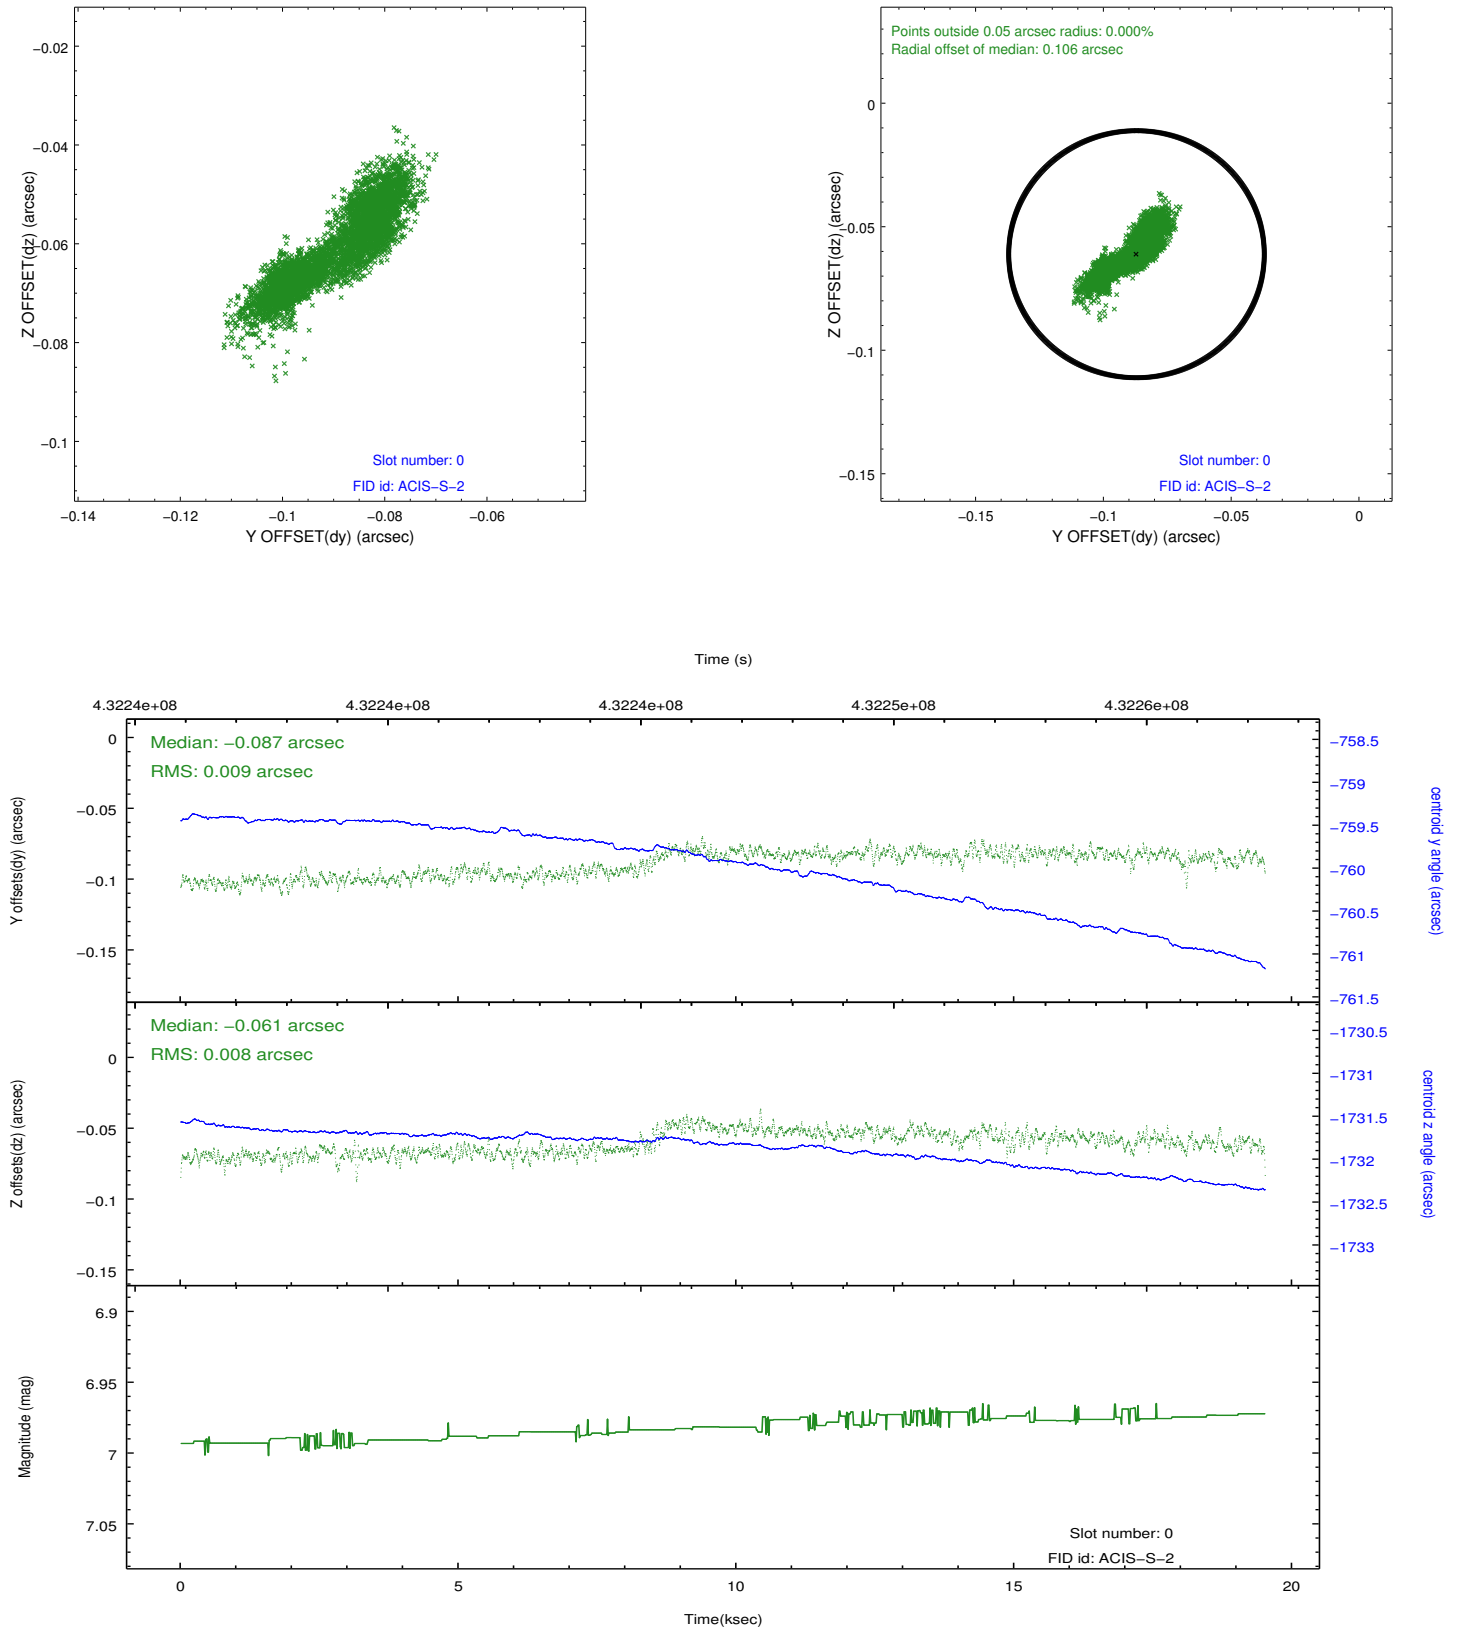 −0.02
−0.04
−0.06
−0.08
−0.1
Z OFFSET(dz) (arcsec)
Slot number: 0
FID id: ACIS−S−2
−0.14 −0.12 −0.1 −0.08 −0.06
Y OFFSET(dy) (arcsec)
Points outside 0.05 arcsec radius: 0.000%
Radial offset of median: 0.106 arcsec
0
−0.05
−0.1
−0.15
Z OFFSET(dz) (arcsec)
Slot number: 0
FID id: ACIS−S−2
−0.15 −0.1 −0.05 0
Y OFFSET(dy) (arcsec)
Time (s)
4.3224e+08 4.3224e+08 4.3224e+08 4.3225e+08 4.3226e+08
Median: −0.087 arcsec
RMS: 0.009 arcsec
0
−0.05
−0.1
−0.15
Y offsets(dy) (arcsec)
−758.5
−759
−759.5
−760
−760.5
−761
−761.5
centroid y angle (arcsec)
Median: −0.061 arcsec
RMS: 0.008 arcsec
0
−0.05
−0.1
−0.15
Z offsets(dz) (arcsec)
−1730.5
−1731
−1731.5
−1732
−1732.5
−1733
centroid z angle (arcsec)
6.9
6.95
7
7.05
Magnitude (mag)
Slot number: 0
FID id: ACIS−S−2
0 5 10 15 20
Time(ksec)